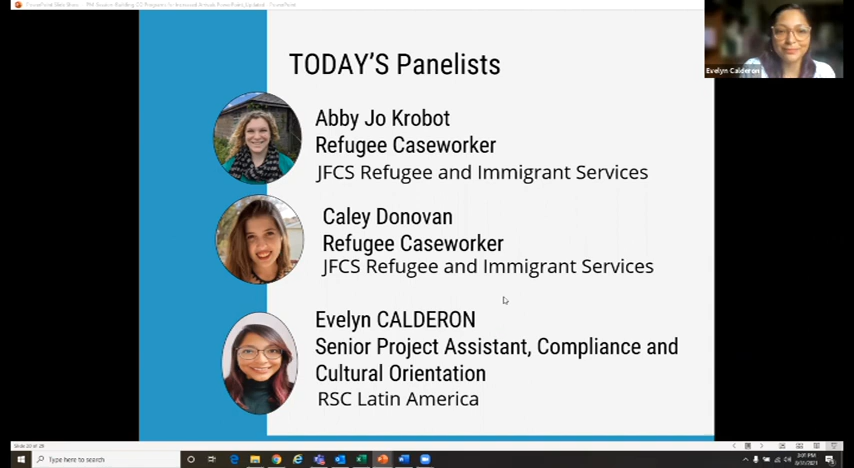 Evelyn Calderon
TODAY'S Panelists
Abby Jo Krobot
Refugee Caseworker
JFCS Refugee and Immigrant Services
Caley Donovan
Refugee Caseworker
JFCS Refugee and Immigrant Services
Evelyn CALDERON
Senior Project Assistant, Compliance and
Cultural Orientation
RSC Latin America
Type here to search